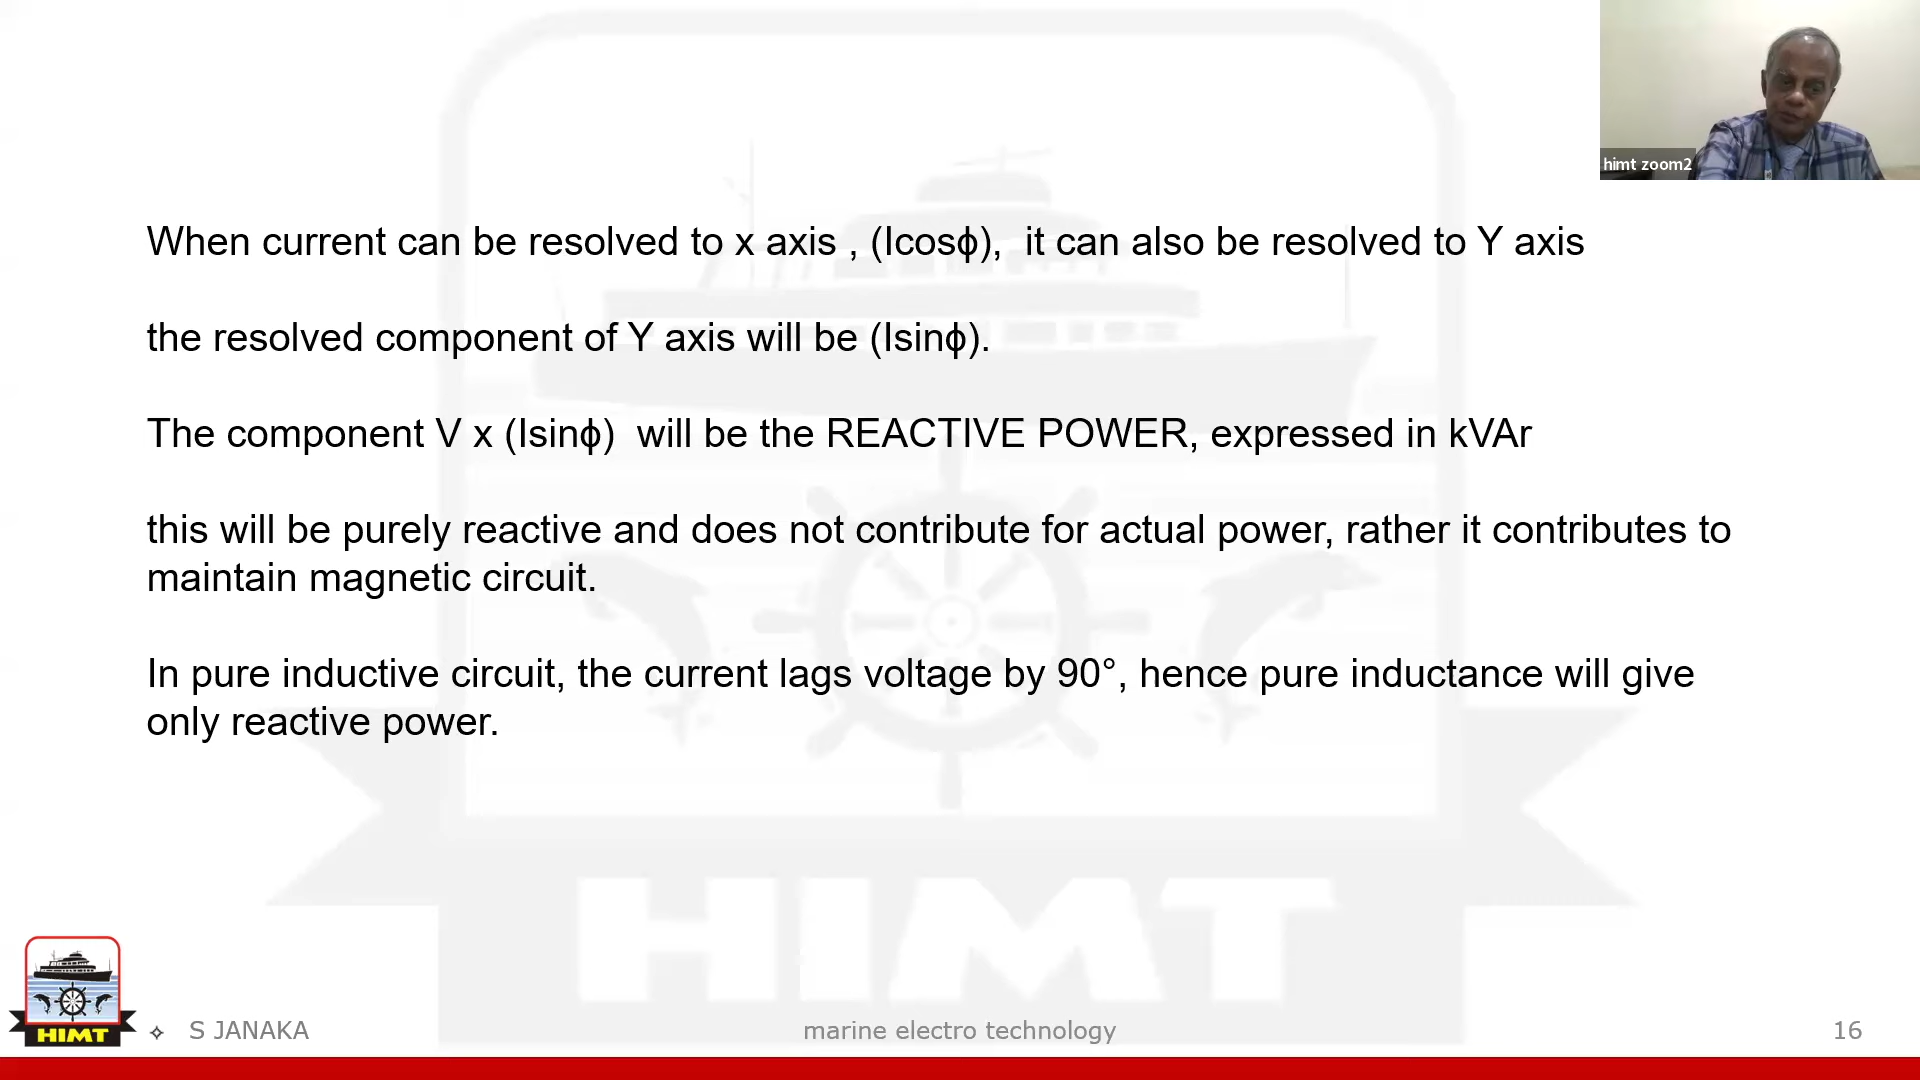 himt zoom2
When current can be resolved to x axis , (Icosϕ),  it can also be resolved to Y axis
the resolved component of Y axis will be (Isinϕ).
The component V x (Isinϕ)  will be the REACTIVE POWER, expressed in kVAr
this will be purely reactive and does not contribute for actual power, rather it contributes to
maintain magnetic circuit.
In pure inductive circuit, the current lags voltage by 90°, hence pure inductance will give
only reactive power.
HIMT
HIMT
S JANAKA
marine electro technology
16